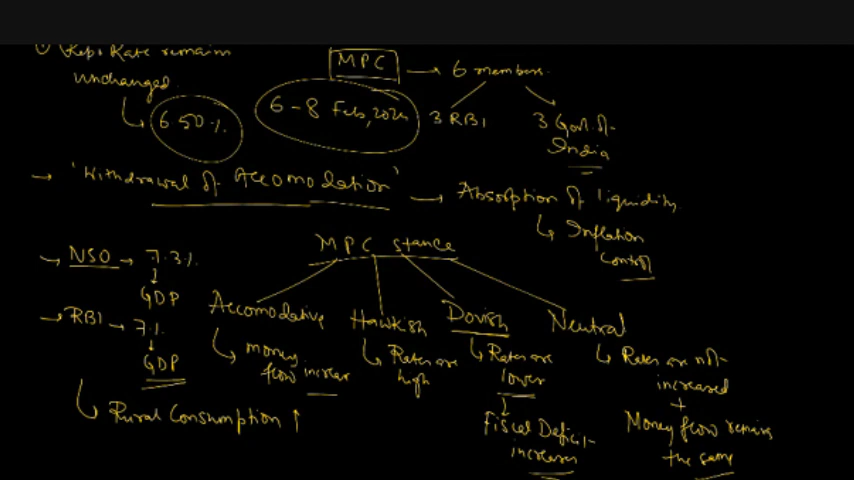 ① Repo Rate remains
unchanged.
6.50%
MPC → 6 members.
6-8 Feb, 2024
3 RBI
3 Govt. of
India
→ 'Withdrawal of Accomodation' → Absorption of liquidity
Inflation
control
MPC stance
→ NSO → 7.3%.
GDP
→ RBI → 7%.
GDP
Rural Consumption ↑
Accomodative
money
flow increase
Hawkish
Rates are
high
Dovish
Rates are
lower
Fiscal Deficit
increases
Neutral
Rates are not
increased
+
Money flow remains
the same